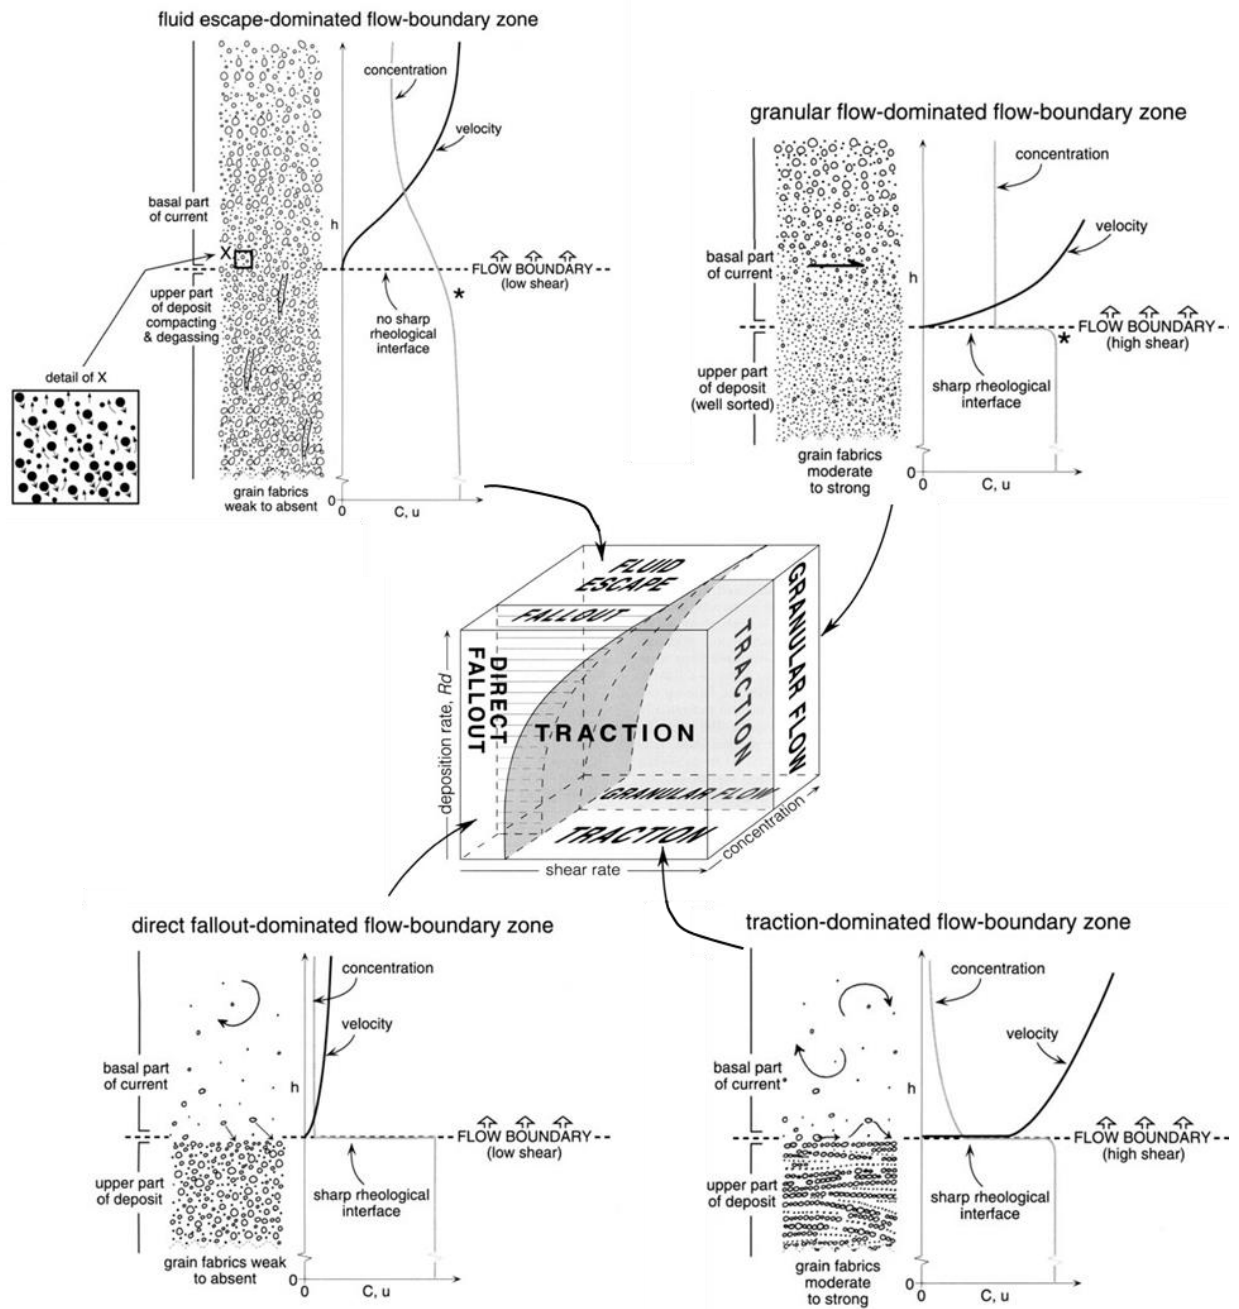 fluid escape-dominated flow-boundary zone
concentration
velocity
basal part
of current
h
X
FLOW BOUNDARY
(low shear)
*
upper part
of deposit
compacting
& degassing
no sharp
rheological
interface
detail of X
grain fabrics
weak to absent
0
0
C, u
granular flow-dominated flow-boundary zone
concentration
velocity
basal part
of current
h
FLOW BOUNDARY
(high shear)
*
upper part
of deposit
(well sorted)
sharp rheological
interface
grain fabrics
moderate
to strong
0
0
C, u
FLUID
ESCAPE
FALLOUT
DIRECT
FALLOUT
TRACTION
TRACTION
GRANULAR FLOW
GRANULAR FLOW
TRACTION
deposition rate, Rd
shear rate
concentration
direct fallout-dominated flow-boundary zone
concentration
velocity
basal part
of current
h
FLOW BOUNDARY
(low shear)
upper part
of deposit
sharp rheological
interface
grain fabrics weak
to absent
0
0
C, u
traction-dominated flow-boundary zone
concentration
velocity
basal part
of current
h
FLOW BOUNDARY
(high shear)
upper part
of deposit
sharp rheological
interface
grain fabrics
moderate
to strong
0
0
C, u